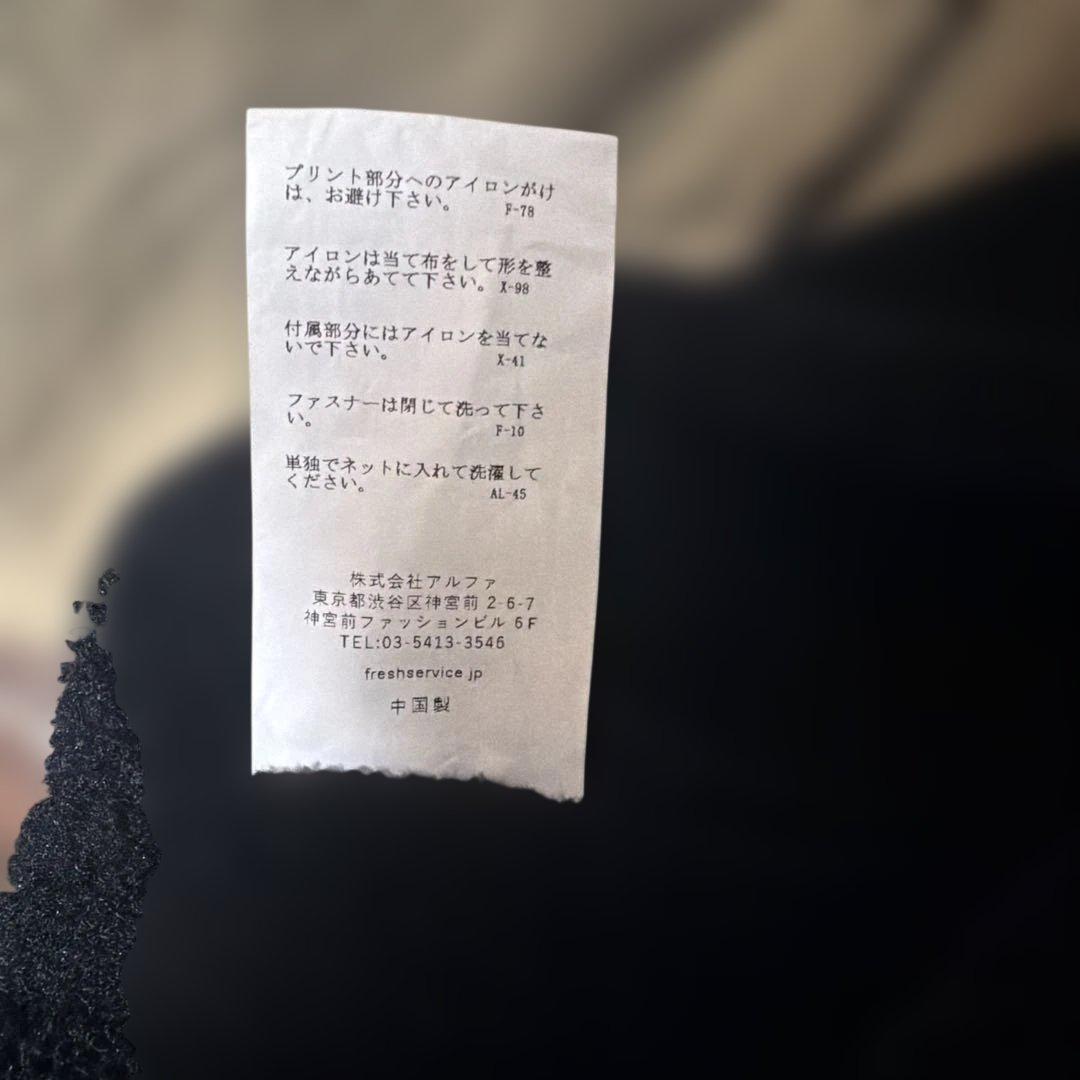 プリント部分へのアイロンがけ
は、お避け下さい。 F-78
アイロンは当て布をして形を整
えながらあてて下さい。 X-98
付属部分にはアイロンを当てな
いで下さい。 X-41
ファスナーは閉じて洗って下さ
い。 F-10
単独でネットに入れて洗濯して
ください。 AL-45
株式会社アルファ
東京都渋谷区神宮前 2-6-7
神宮前ファッションビル 6F
TEL:03-5413-3546
freshservice.jp
中国製